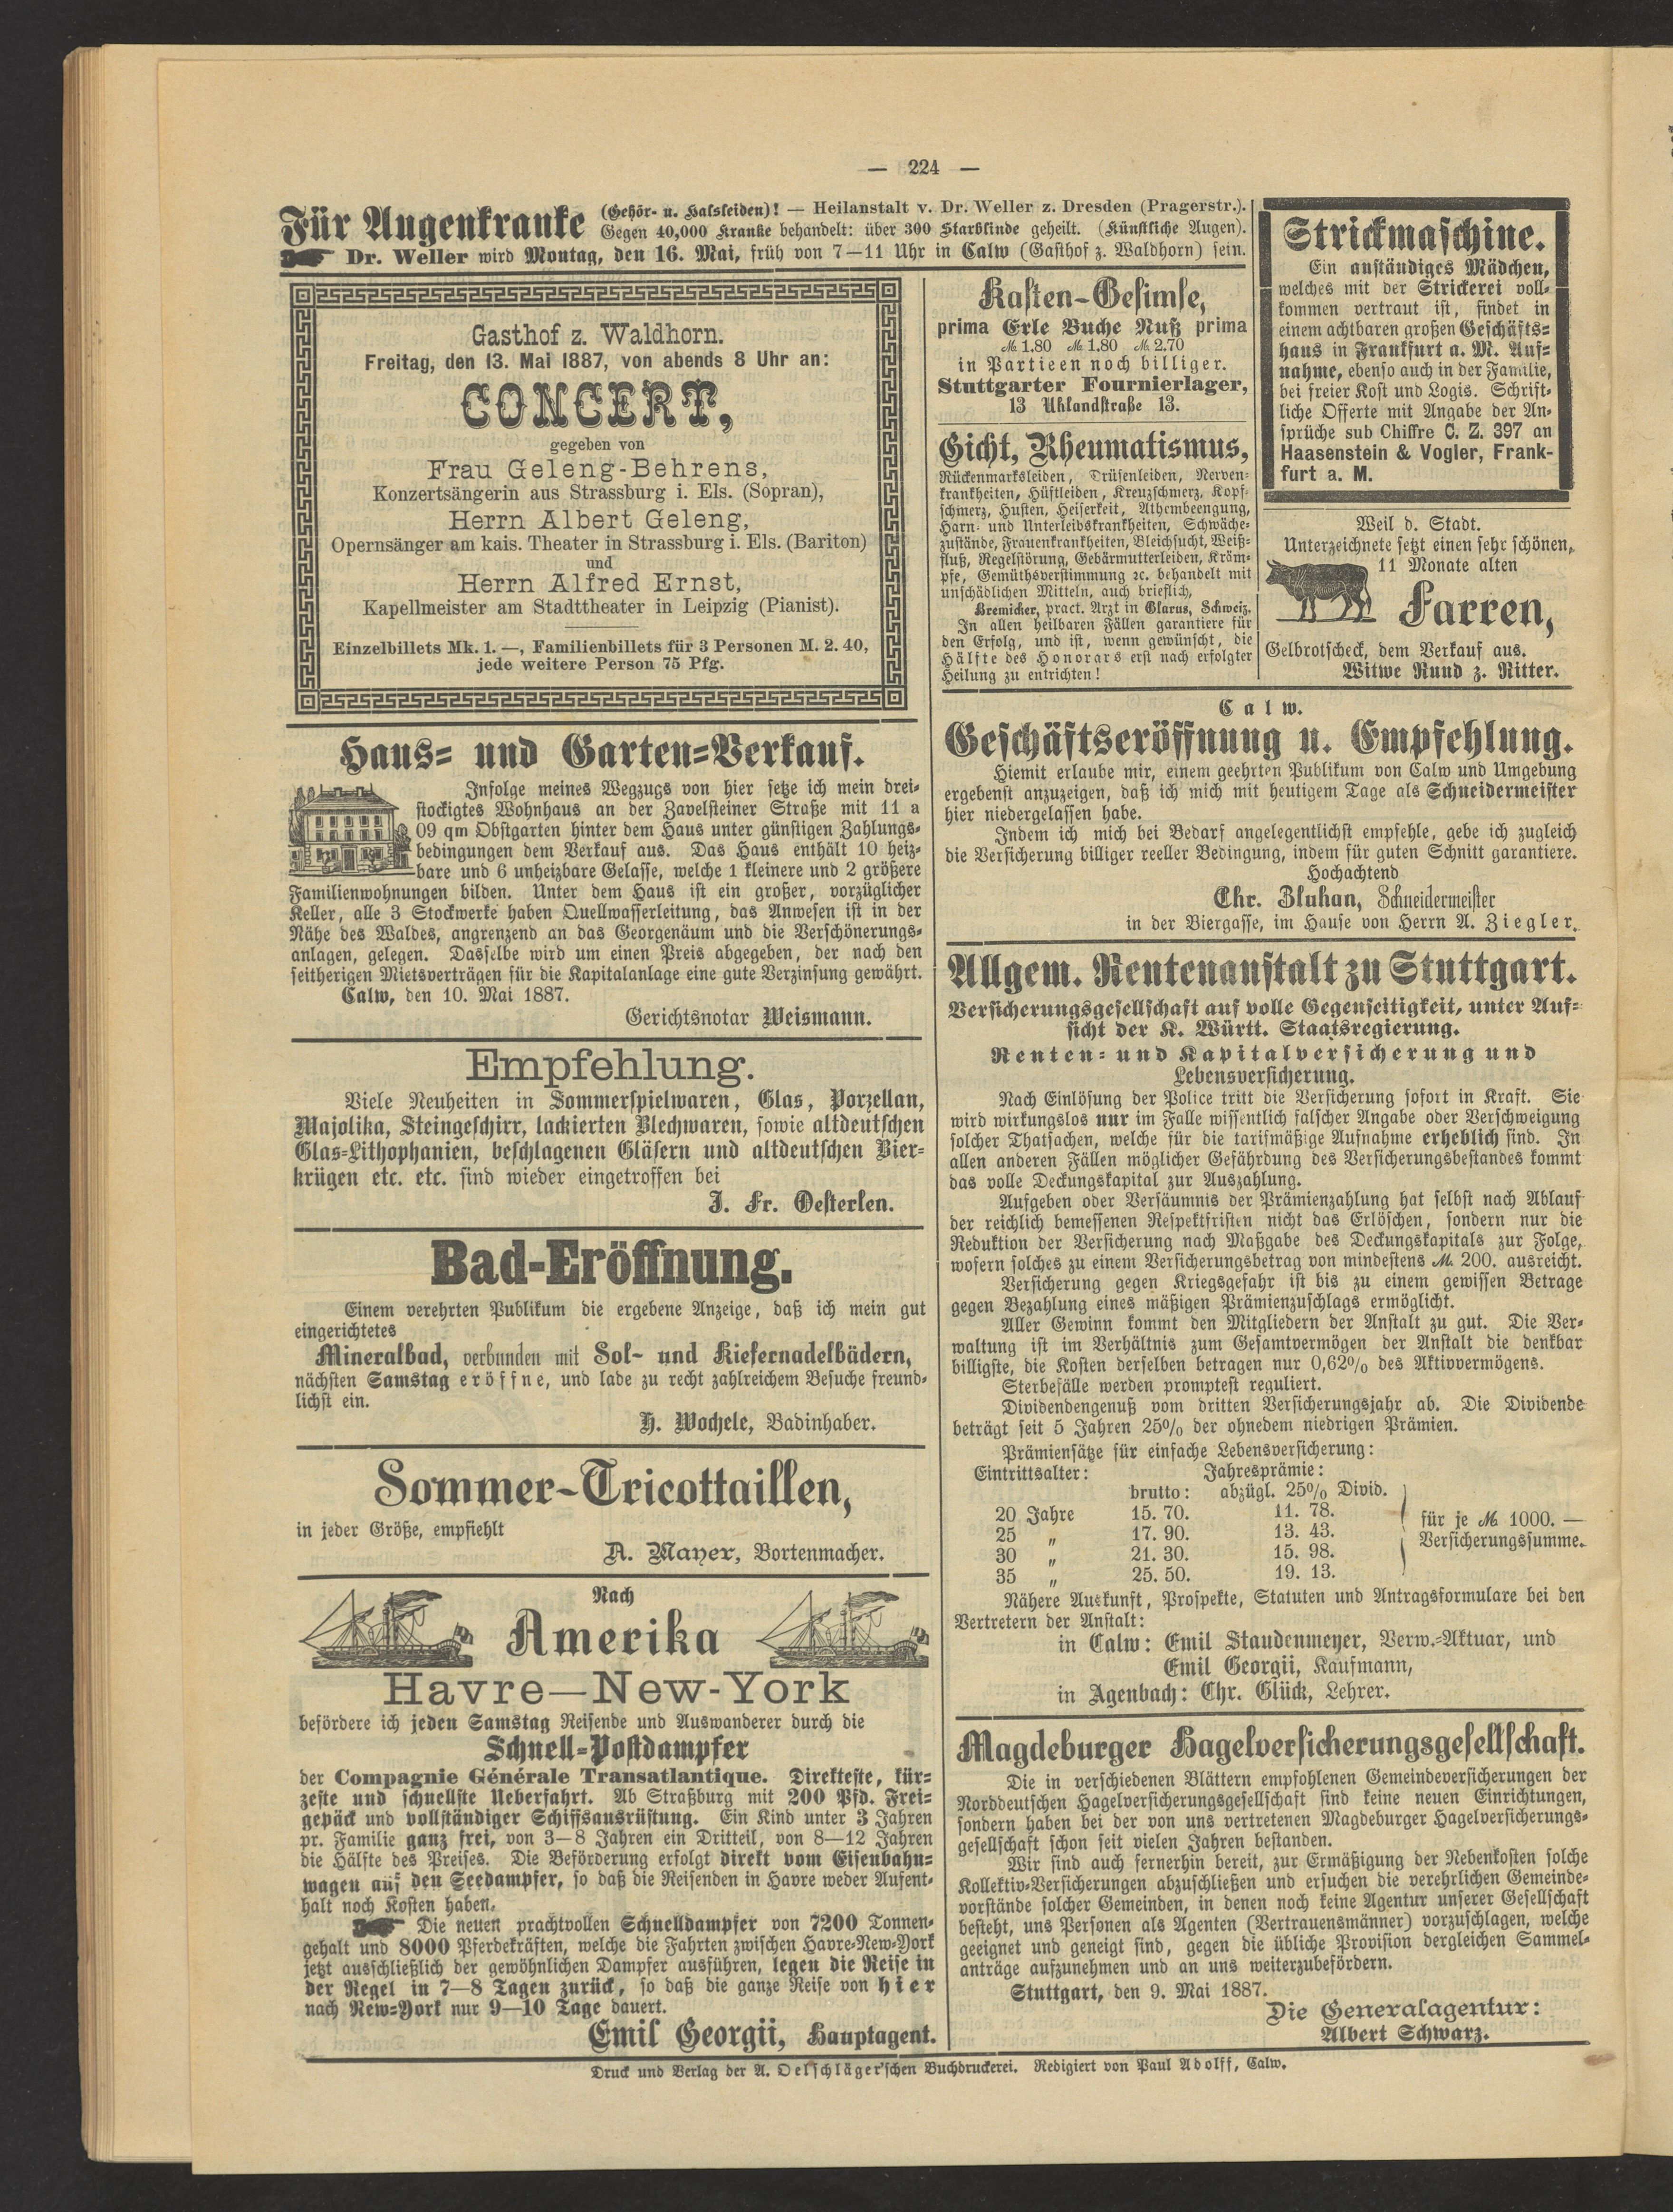 — 224 —
Für Augenkranke (Gehör- u. Halsleiden)! — Heilanstalt v. Dr. Weller z. Dresden (Pragerstr.).
Gegen 40,000 Kranke behandelt: über 300 Starblinde geheilt. (Künstliche Augen).
Dr. Weller wird Montag, den 16. Mai, früh von 7—11 Uhr in Calw (Gasthof z. Waldhorn) sein.
Gasthof z. Waldhorn.
Freitag, den 13. Mai 1887, von abends 8 Uhr an:
CONCERT,
gegeben von
Frau Geleng-Behrens,
Konzertsängerin aus Strassburg i. Els. (Sopran),
Herrn Albert Geleng,
Opernsänger am kais. Theater in Strassburg i. Els. (Bariton)
und
Herrn Alfred Ernst,
Kapellmeister am Stadttheater in Leipzig (Pianist).
Einzelbillets Mk. 1. —, Familienbillets für 3 Personen M. 2. 40,
jede weitere Person 75 Pfg.
Haus- und Garten-Verkauf.
Infolge meines Wegzugs von hier setze ich mein drei-
stockigtes Wohnhaus an der Zavelsteiner Straße mit 11 a
09 qm Obstgarten hinter dem Haus unter günstigen Zahlungs-
bedingungen dem Verkauf aus. Das Haus enthält 10 heiz-
bare und 6 unheizbare Gelasse, welche 1 kleinere und 2 größere
Familienwohnungen bilden. Unter dem Haus ist ein großer, vorzüglicher
Keller, alle 3 Stockwerke haben Quellwasserleitung, das Anwesen ist in der
Nähe des Waldes, angrenzend an das Georgenäum und die Verschönerungs-
anlagen, gelegen. Dasselbe wird um einen Preis abgegeben, der nach den
seitherigen Mietsverträgen für die Kapitalanlage eine gute Verzinsung gewährt.
Calw, den 10. Mai 1887.
Gerichtsnotar Weismann.
Empfehlung.
Viele Neuheiten in Sommerspielwaren, Glas, Porzellan,
Majolika, Steingeschirr, lackierten Blechwaren, sowie altdeutschen
Glas-Lithophanien, beschlagenen Gläsern und altdeutschen Bier-
krügen etc. etc. sind wieder eingetroffen bei
J. Fr. Oesterlen.
Bad-Eröffnung.
Einem verehrten Publikum die ergebene Anzeige, daß ich mein gut
eingerichtetes
Mineralbad, verbunden mit Sol- und Kiefernadelbädern,
nächsten Samstag eröffne, und lade zu recht zahlreichem Besuche freund-
lichst ein.
H. Wochele, Badinhaber.
Sommer-Tricottaillen,
in jeder Größe, empfiehlt
A. Mayer, Bortenmacher.
Nach
Amerika
Havre—New-York
befördere ich jeden Samstag Reisende und Auswanderer durch die
Schnell-Postdampfer
der Compagnie Générale Transatlantique. Direkteste, kür-
zeste und schnellste Ueberfahrt. Ab Straßburg mit 200 Pfd. Frei-
gepäck und vollständiger Schiffsausrüstung. Ein Kind unter 3 Jahren
pr. Familie ganz frei, von 3—8 Jahren ein Dritteil, von 8—12 Jahren
die Hälfte des Preises. Die Beförderung erfolgt direkt vom Eisenbahn-
wagen auf den Seedampfer, so daß die Reisenden in Havre weder Aufent-
halt noch Kosten haben.
Die neuen prachtvollen Schnelldampfer von 7200 Tonnen-
gehalt und 8000 Pferdekräften, welche die Fahrten zwischen Havre-New-York
jetzt ausschließlich der gewöhnlichen Dampfer ausführen, legen die Reise in
der Regel in 7—8 Tagen zurück, so daß die ganze Reise von hier
nach New-York nur 9—10 Tage dauert.
Emil Georgii, Hauptagent.
Kasten-Gesimse,
prima Erle Buche Nuß prima
M. 1.80 M. 1.80 M. 2.70
in Partieen noch billiger.
Stuttgarter Fournierlager,
13 Uhlandstraße 13.
Gicht, Rheumatismus,
Rückenmarksleiden, Drüsenleiden, Nerven-
krankheiten, Hüftleiden, Kreuzschmerz, Kopf-
schmerz, Husten, Heiserkeit, Athembeengung,
Harn- und Unterleibskrankheiten, Schwäche-
zustände, Frauenkrankheiten, Bleichsucht, Weiß-
fluß, Regelstörung, Gebärmutterleiden, Kräm-
pfe, Gemüthsverstimmung ꝛc. behandelt mit
unschädlichen Mitteln, auch brieflich,
Bremicker, pract. Arzt in Glarus, Schweiz.
In allen heilbaren Fällen garantiere für
den Erfolg, und ist, wenn gewünscht, die
Hälfte des Honorars erst nach erfolgter
Heilung zu entrichten!
Strickmaschine.
Ein anständiges Mädchen,
welches mit der Strickerei voll-
kommen vertraut ist, findet in
einem achtbaren großen Geschäfts-
haus in Frankfurt a. M. Auf-
nahme, ebenso auch in der Familie,
bei freier Kost und Logis. Schrift-
liche Offerte mit Angabe der An-
sprüche sub Chiffre C. Z. 397 an
Haasenstein & Vogler, Frank-
furt a. M.
Weil d. Stadt.
Unterzeichnete setzt einen sehr schönen,
11 Monate alten
Farren,
Gelbrotscheck, dem Verkauf aus.
Witwe Rund z. Ritter.
Calw.
Geschäftseröffnung u. Empfehlung.
Hiemit erlaube mir, einem geehrten Publikum von Calw und Umgebung
ergebenst anzuzeigen, daß ich mich mit heutigem Tage als Schneidermeister
hier niedergelassen habe.
Indem ich mich bei Bedarf angelegentlichst empfehle, gebe ich zugleich
die Versicherung billiger reeller Bedingung, indem für guten Schnitt garantiere.
Hochachtend
Chr. Bluhan, Schneidermeister
in der Biergasse, im Hause von Herrn A. Ziegler.
Allgem. Rentenanstalt zu Stuttgart.
Versicherungsgesellschaft auf volle Gegenseitigkeit, unter Auf-
sicht der K. Württ. Staatsregierung.
Renten- und Kapitalversicherung und
Lebensversicherung.
Nach Einlösung der Police tritt die Versicherung sofort in Kraft. Sie
wird wirkungslos nur im Falle wissentlich falscher Angabe oder Verschweigung
solcher Thatsachen, welche für die tarifmäßige Aufnahme erheblich sind. In
allen anderen Fällen möglicher Gefährdung des Versicherungsbestandes kommt
das volle Deckungskapital zur Auszahlung.
Aufgeben oder Versäumnis der Prämienzahlung hat selbst nach Ablauf
der reichlich bemessenen Respektfristen nicht das Erlöschen, sondern nur die
Reduktion der Versicherung nach Maßgabe des Deckungskapitals zur Folge,
wofern solches zu einem Versicherungsbetrag von mindestens M. 200. ausreicht.
Versicherung gegen Kriegsgefahr ist bis zu einem gewissen Betrage
gegen Bezahlung eines mäßigen Prämienzuschlags ermöglicht.
Aller Gewinn kommt den Mitgliedern der Anstalt zu gut. Die Ver-
waltung ist im Verhältnis zum Gesamtvermögen der Anstalt die denkbar
billigste, die Kosten derselben betragen nur 0,62% des Aktivvermögens.
Sterbefälle werden promptest reguliert.
Dividendengenuß vom dritten Versicherungsjahr ab. Die Dividende
beträgt seit 5 Jahren 25% der ohnedem niedrigen Prämien.
Prämiensätze für einfache Lebensversicherung:
Eintrittsalter: Jahresprämie:
brutto: abzügl. 25% Divid.
20 Jahre 15. 70. 11. 78.
25 „ 17. 90. 13. 43.
30 „ 21. 30. 15. 98.
35 „ 25. 50. 19. 13.
für je M. 1000. —
Versicherungssumme.
Nähere Auskunft, Prospekte, Statuten und Antragsformulare bei den
Vertretern der Anstalt:
in Calw: Emil Staudenmeyer, Verw.-Aktuar, und
Emil Georgii, Kaufmann,
in Agenbach: Chr. Glück, Lehrer.
Magdeburger Hagelversicherungsgesellschaft.
Die in verschiedenen Blättern empfohlenen Gemeindeversicherungen der
Norddeutschen Hagelversicherungsgesellschaft sind keine neuen Einrichtungen,
sondern haben bei der von uns vertretenen Magdeburger Hagelversicherungs-
gesellschaft schon seit vielen Jahren bestanden.
Wir sind auch fernerhin bereit, zur Ermäßigung der Nebenkosten solche
Kollektiv-Versicherungen abzuschließen und ersuchen die verehrlichen Gemeinde-
vorstände solcher Gemeinden, in denen noch keine Agentur unserer Gesellschaft
besteht, uns Personen als Agenten (Vertrauensmänner) vorzuschlagen, welche
geeignet und geneigt sind, gegen die übliche Provision dergleichen Sammel-
anträge aufzunehmen und an uns weiterzubefördern.
Stuttgart, den 9. Mai 1887.
Die Generalagentur:
Albert Schwarz.
Druck und Verlag der A. Oelschläger'schen Buchdruckerei. Redigiert von Paul Adolff, Calw.